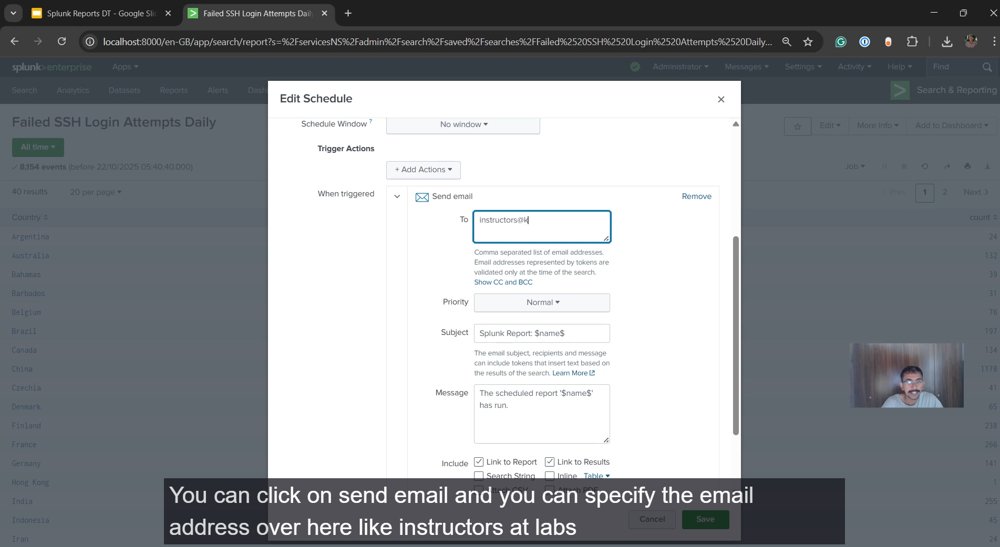 Splunk Reports DT - Google Slic
Failed SSH Login Attempts Daily
localhost:8000/en-GB/app/search/report?s=%2FservicesNS%2Fadmin%2Fsearch%2Fsaved%2Fsearches%2FFailed%2520SSH%2520Login%2520Attempts%2520Daily...
splunk>enterprise Apps
Administrator Messages Settings Activity Help Find
Search Analytics Datasets Reports Alerts Dash
Search & Reporting
Failed SSH Login Attempts Daily
Edit More Info Add to Dashboard
All time
8,154 events (before 22/10/2025 05:40:40.000)
Job
40 results 20 per page
< Prev 1 2 Next >
Country count
Argentina 24
Australia 132
Bahamas 39
Barbados 31
Belgium 76
Brazil 197
Canada 134
China 1178
Czechia 41
Denmark 65
Finland 238
France 266
Germany 141
Hong Kong 1
India 255
Indonesia 45
Iran 24
Edit Schedule
Schedule Window ? No window
Trigger Actions
+ Add Actions
When triggered
Send email Remove
To instructors@k
Comma separated list of email addresses.
Email addresses represented by tokens are
validated only at the time of the search.
Show CC and BCC
Priority Normal
Subject Splunk Report: $name$
The email subject, recipients and message
can include tokens that insert text based on
the results of the search. Learn More
Message The scheduled report '$name$'
has run.
Include Link to Report Link to Results
Search String Inline Table
Attach CSV Attach PDF
Cancel Save
You can click on send email and you can specify the email
address over here like instructors at labs